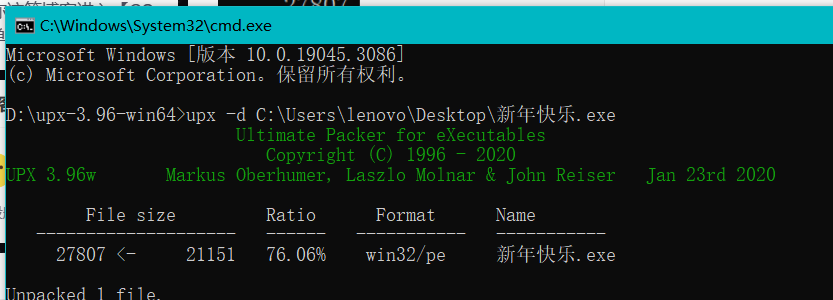 27807
C:\Windows\System32\cmd.exe
Microsoft Windows [版本 10.0.19045.3086]
(c) Microsoft Corporation。保留所有权利。
D:\upx-3.96-win64>upx -d C:\Users\lenovo\Desktop\新年快乐.exe
Ultimate Packer for eXecutables
Copyright (C) 1996 - 2020
UPX 3.96w Markus Oberhumer, Laszlo Molnar & John Reiser Jan 23rd 2020
File size Ratio Format Name
-------------------- ------ ----------- -----------
27807 <- 21151 76.06% win32/pe 新年快乐.exe
Unpacked 1 file.